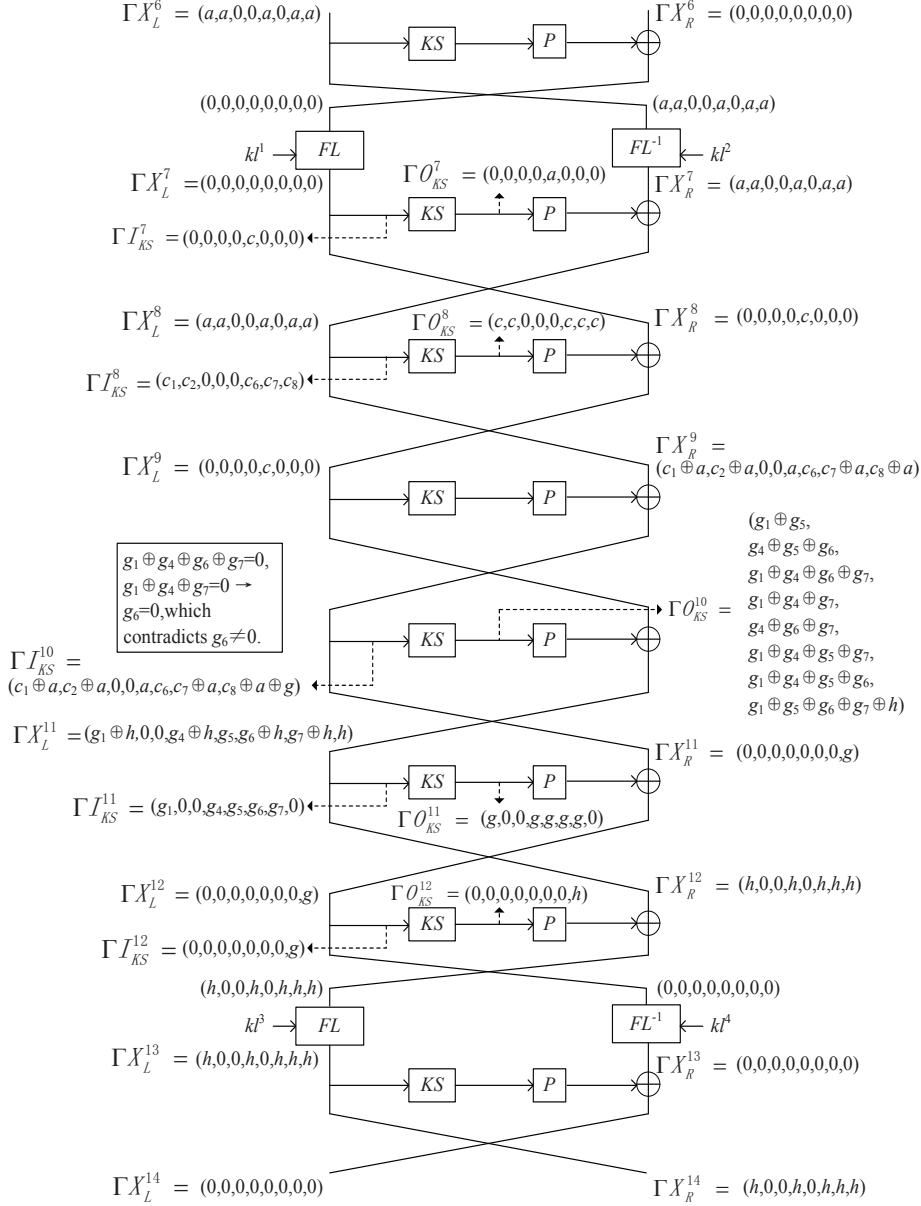 ΓX_L^6 = (a,a,0,0,a,0,a,a)
KS
P
ΓX_R^6 = (0,0,0,0,0,0,0,0)
(0,0,0,0,0,0,0,0)
(a,a,0,0,a,0,a,a)
kl^1
FL
FL^-1
kl^2
ΓX_L^7 = (0,0,0,0,0,0,0,0)
ΓO_KS^7 = (0,0,0,0,a,0,0,0)
ΓX_R^7 = (a,a,0,0,a,0,a,a)
KS
P
ΓI_KS^7 = (0,0,0,0,c,0,0,0)
ΓX_L^8 = (a,a,0,0,a,0,a,a)
ΓO_KS^8 = (c,c,0,0,0,c,c,c)
ΓX_R^8 = (0,0,0,0,c,0,0,0)
KS
P
ΓI_KS^8 = (c_1,c_2,0,0,0,c_6,c_7,c_8)
ΓX_L^9 = (0,0,0,0,c,0,0,0)
ΓX_R^9 =
(c_1⊕a,c_2⊕a,0,0,a,c_6,c_7⊕a,c_8⊕a)
KS
P
g_1⊕g_4⊕g_6⊕g_7=0,
g_1⊕g_4⊕g_7=0 →
g_6=0,which
contradicts g_6≠0.
ΓO_KS^10 =
(g_1⊕g_5,
g_4⊕g_5⊕g_6,
g_1⊕g_4⊕g_6⊕g_7,
g_1⊕g_4⊕g_7,
g_4⊕g_6⊕g_7,
g_1⊕g_4⊕g_5⊕g_7,
g_1⊕g_4⊕g_5⊕g_6,
g_1⊕g_5⊕g_6⊕g_7⊕h)
KS
P
ΓI_KS^10 =
(c_1⊕a,c_2⊕a,0,0,a,c_6,c_7⊕a,c_8⊕a⊕g)
ΓX_L^11 = (g_1⊕h,0,0,g_4⊕h,g_5,g_6⊕h,g_7⊕h,h)
ΓX_R^11 = (0,0,0,0,0,0,0,g)
KS
P
ΓI_KS^11 = (g_1,0,0,g_4,g_5,g_6,g_7,0)
ΓO_KS^11 = (g,0,0,g,g,g,g,0)
ΓX_L^12 = (0,0,0,0,0,0,0,g)
ΓO_KS^12 = (0,0,0,0,0,0,0,h)
ΓX_R^12 = (h,0,0,h,0,h,h,h)
KS
P
ΓI_KS^12 = (0,0,0,0,0,0,0,g)
(h,0,0,h,0,h,h,h)
(0,0,0,0,0,0,0,0)
kl^3
FL
FL^-1
kl^4
ΓX_L^13 = (h,0,0,h,0,h,h,h)
ΓX_R^13 = (0,0,0,0,0,0,0,0)
KS
P
ΓX_L^14 = (0,0,0,0,0,0,0,0)
ΓX_R^14 = (h,0,0,h,0,h,h,h)